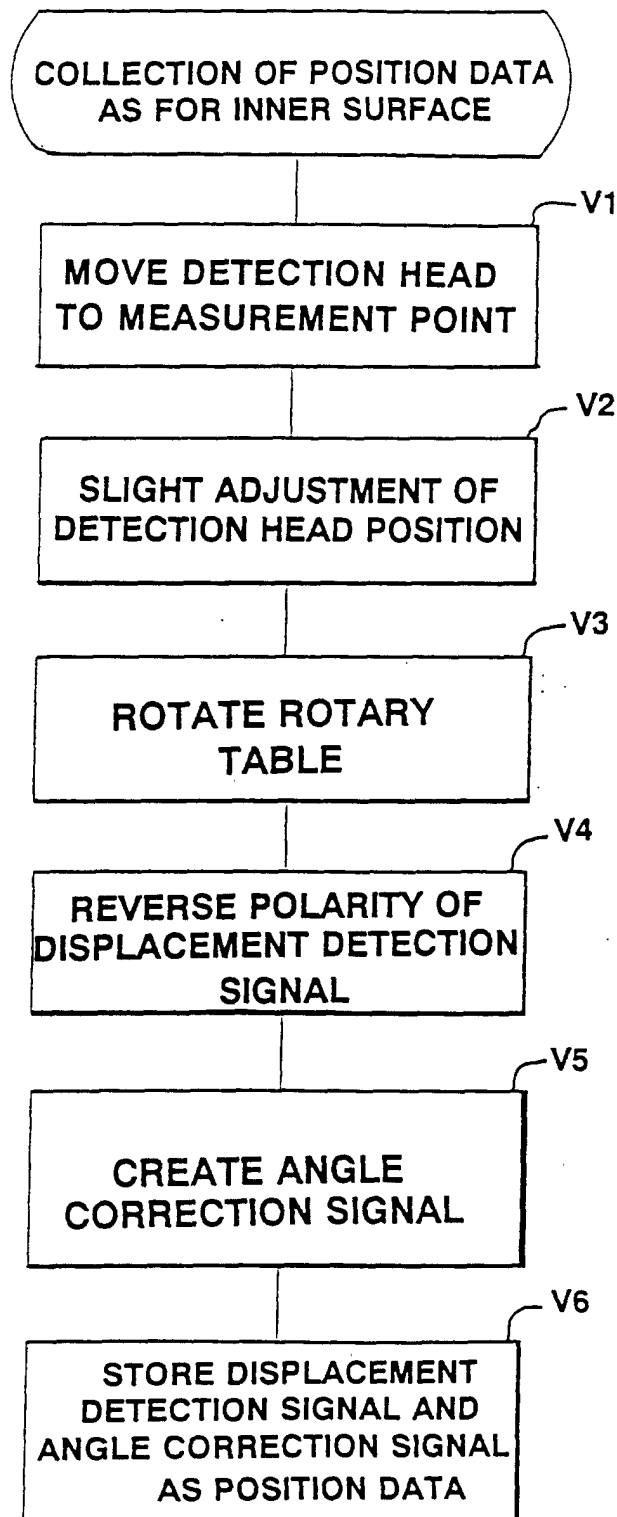 COLLECTION OF POSITION DATA
AS FOR INNER SURFACE
V1
MOVE DETECTION HEAD
TO MEASUREMENT POINT
V2
SLIGHT ADJUSTMENT OF
DETECTION HEAD POSITION
V3
ROTATE ROTARY
TABLE
V4
REVERSE POLARITY OF
DISPLACEMENT DETECTION
SIGNAL
V5
CREATE ANGLE
CORRECTION SIGNAL
V6
STORE DISPLACEMENT
DETECTION SIGNAL AND
ANGLE CORRECTION SIGNAL
AS POSITION DATA